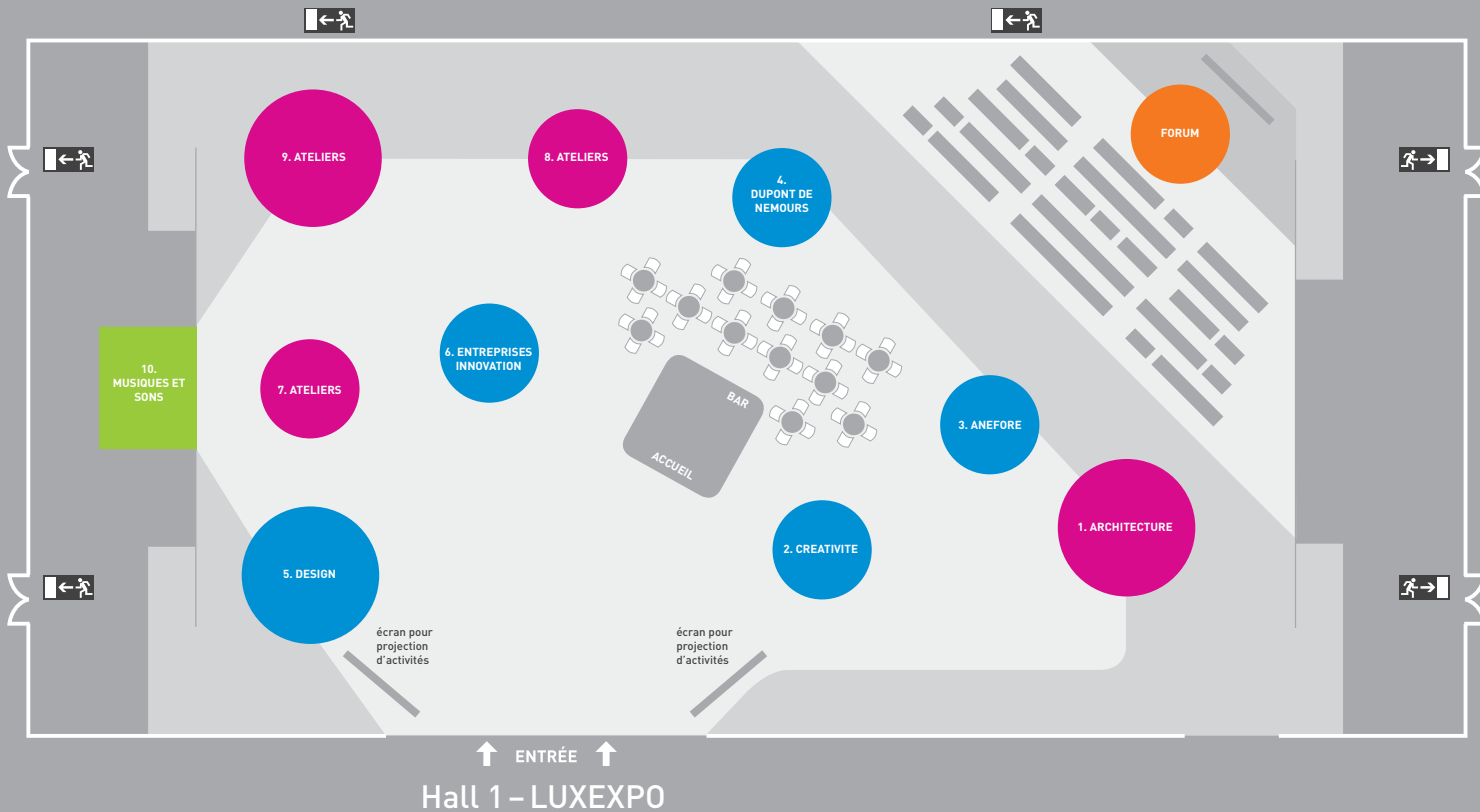 FORUM
9. ATELIERS
8. ATELIERS
4.
DUPONT DE
NEMOURS
6. ENTREPRISES
INNOVATION
10.
MUSIQUES ET
SONS
7. ATELIERS
BAR
ACCUEIL
3. ANEFORE
1. ARCHITECTURE
2. CREATIVITE
5. DESIGN
écran pour
projection
d'activités
écran pour
projection
d'activités
ENTRÉE
Hall 1 – LUXEXPO